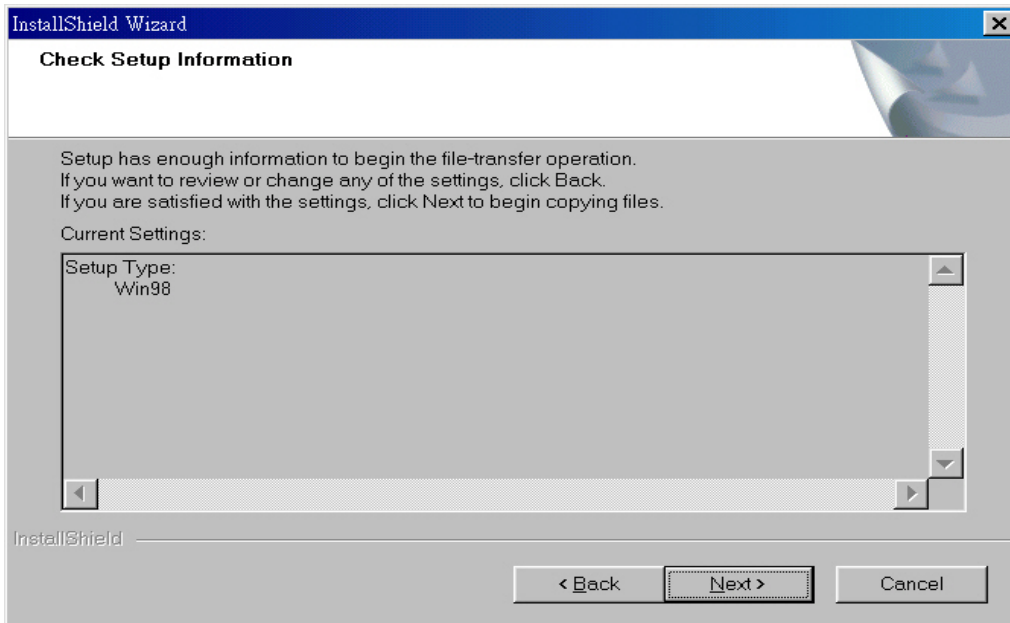 InstallShield Wizard
Check Setup Information
Setup has enough information to begin the file-transfer operation.
If you want to review or change any of the settings, click Back.
If you are satisfied with the settings, click Next to begin copying files.
Current Settings:
Setup Type:
Win98
InstallShield
< Back
Next >
Cancel